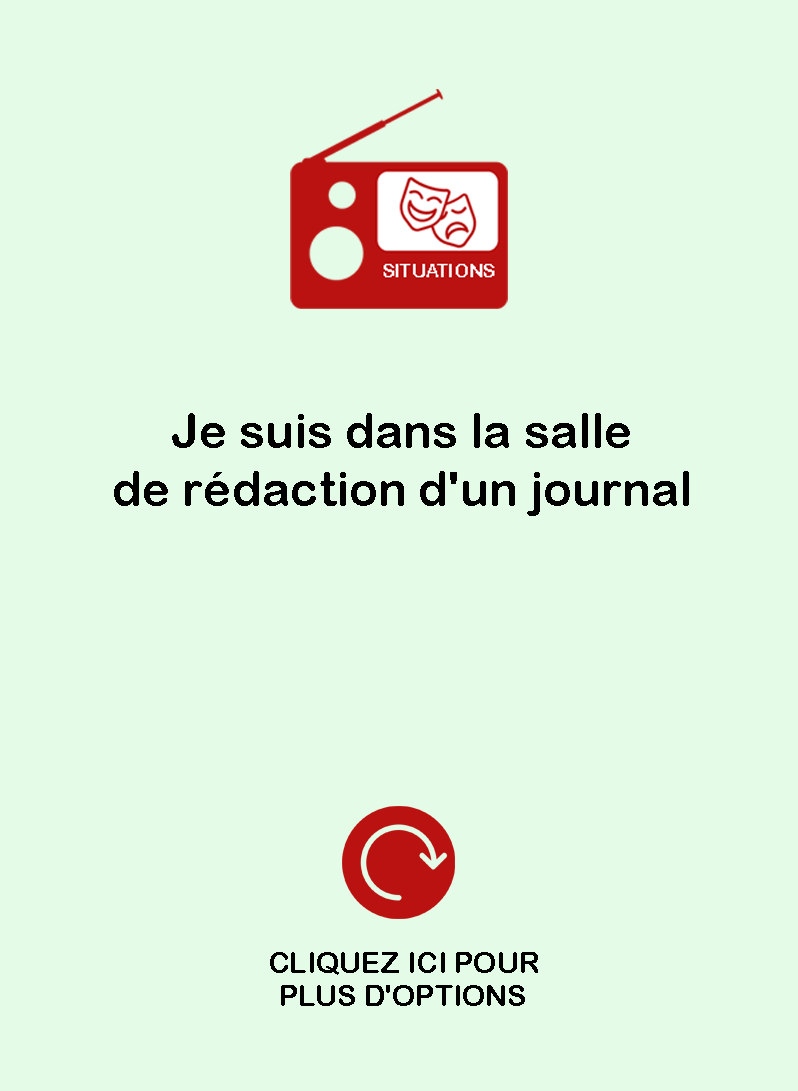 SITUATIONS
Je suis dans la salle
de rédaction d'un journal
CLIQUEZ ICI POUR
PLUS D'OPTIONS